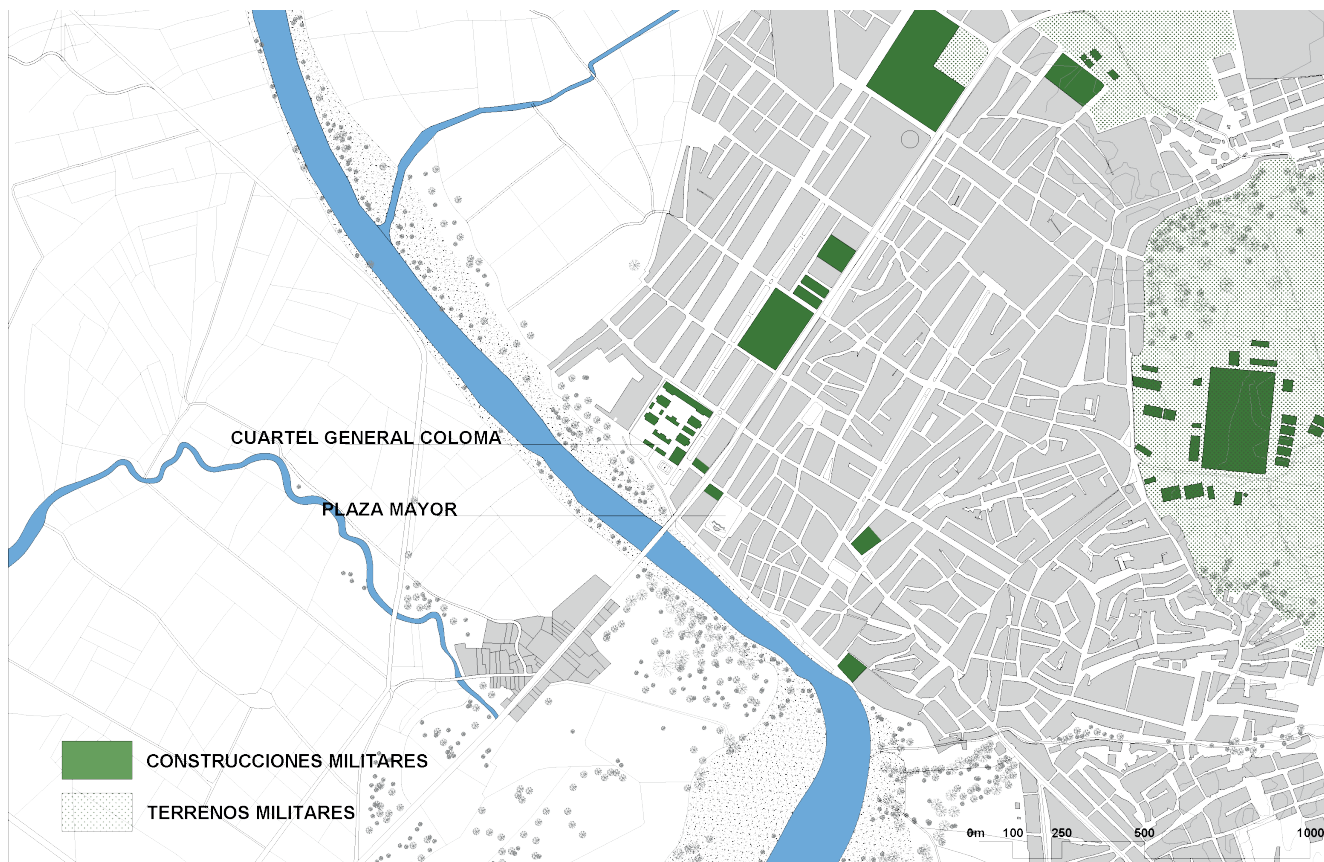 CUARTEL GENERAL COLOMA
PLAZA MAYOR
CONSTRUCCIONES MILITARES
TERRENOS MILITARES
0m 100 250 500 1000